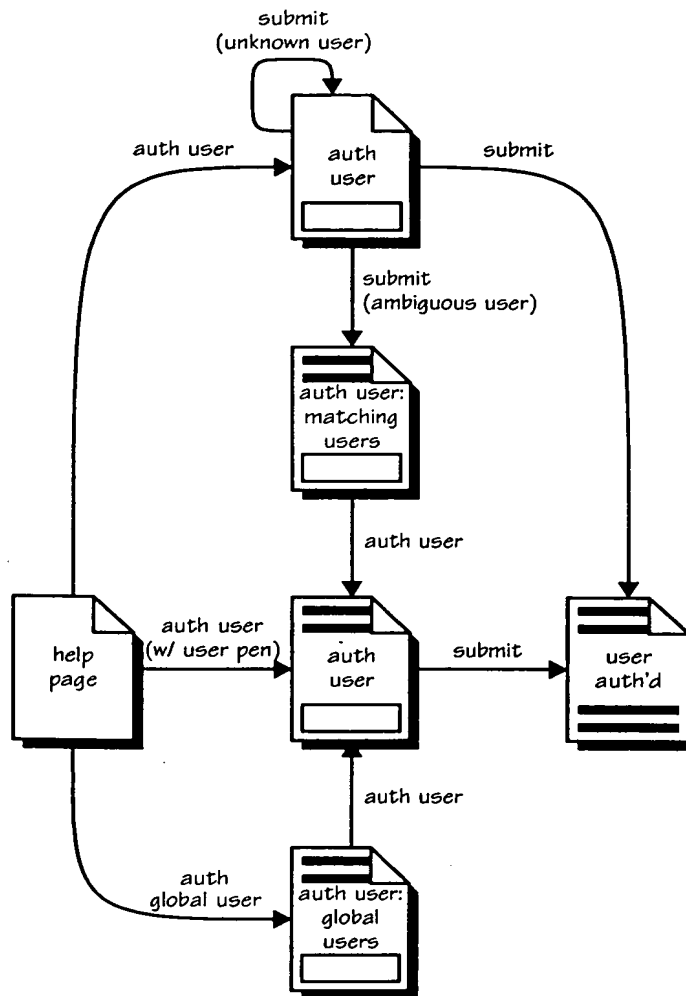 submit
(unknown user)
auth user
auth
user
submit
submit
(ambiguous user)
auth user:
matching
users
auth user
help
page
auth user
(w/ user pen)
auth
user
submit
user
auth'd
auth user
auth
global user
auth user:
global
users